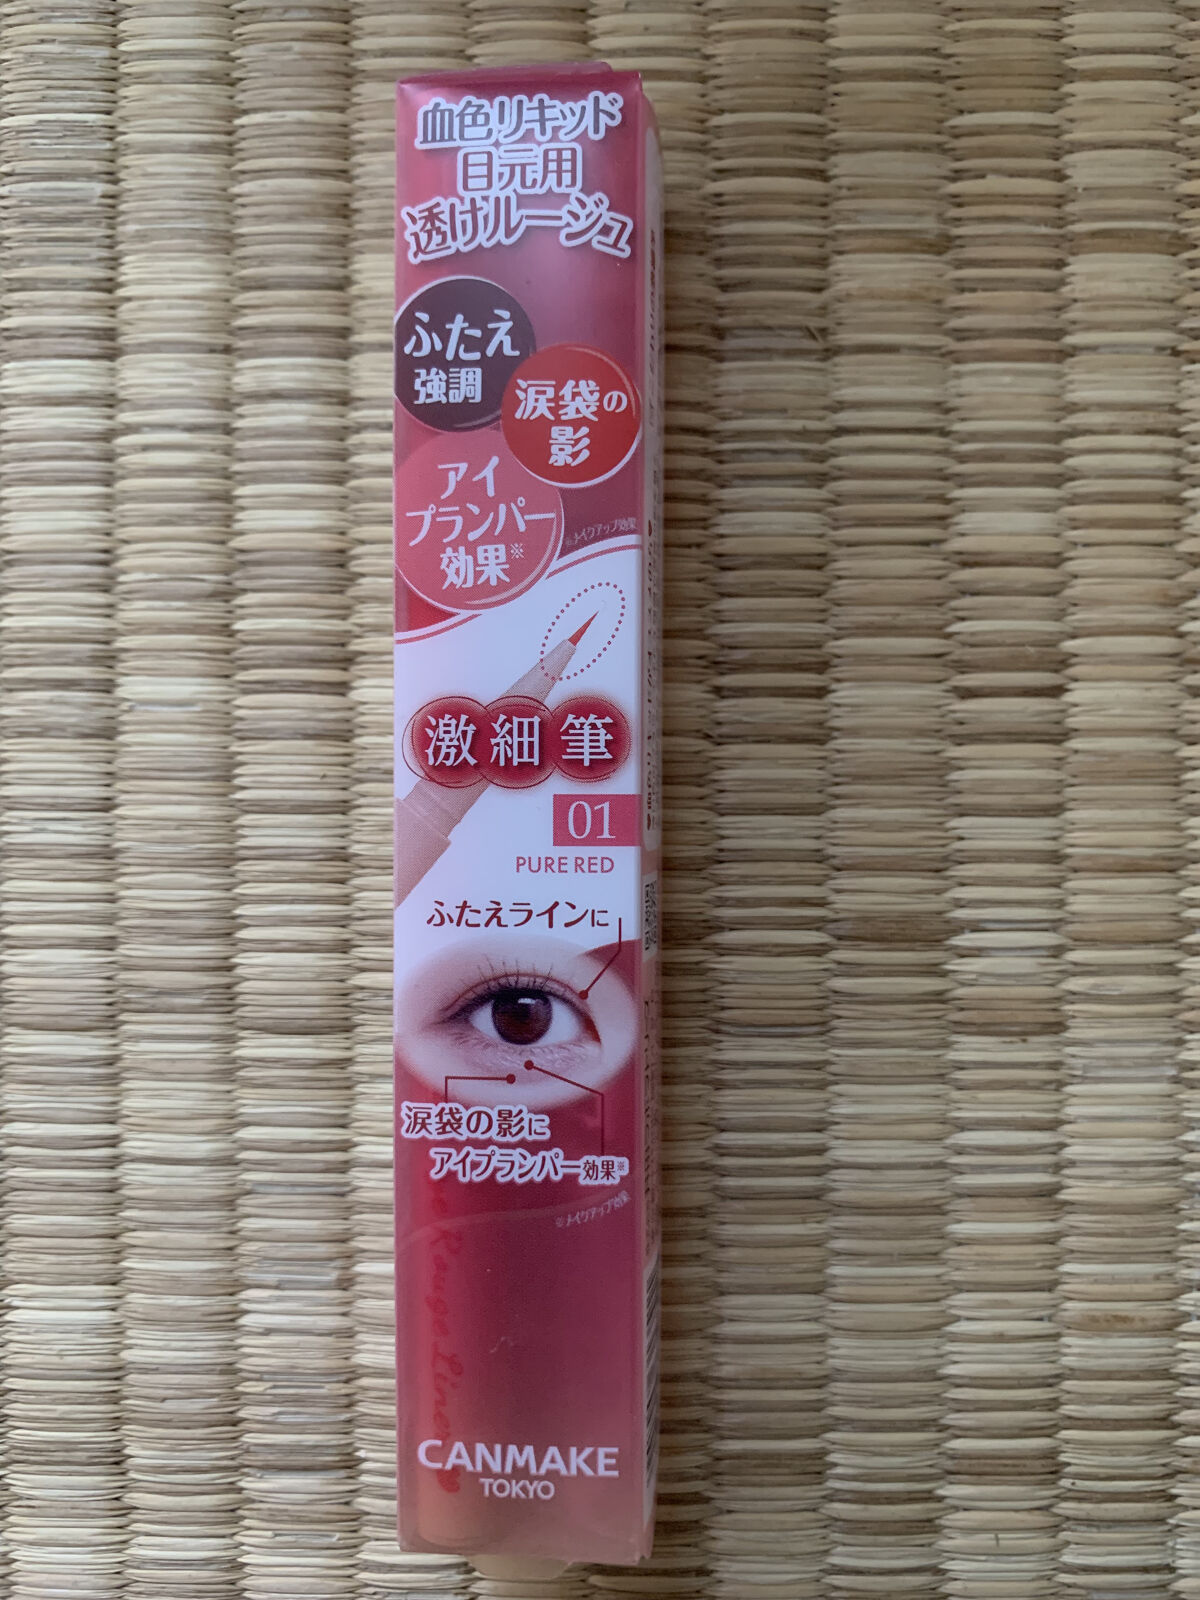 血色リキッド
目元用
透けルージュ
ふたえ
強調
涙袋の
影
アイ
プランパー
効果※
※メイクアップ効果
激細筆
01
PURE RED
ふたえラインに
涙袋の影に
アイプランパー効果※
※メイクアップ効果
Rouge Liner
CANMAKE
TOKYO